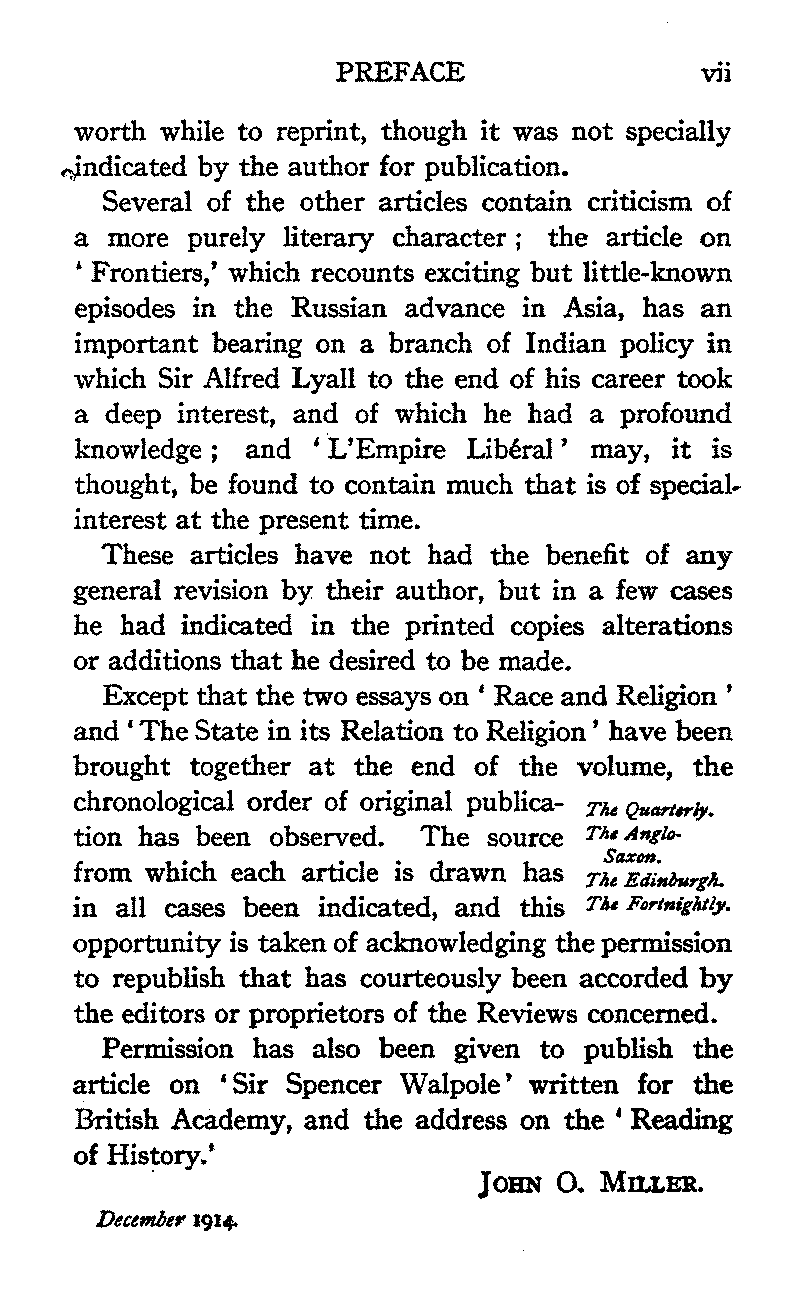 PREFACE vii
worth while to reprint, though it was not specially
indicated by the author for publication.
Several of the other articles contain criticism of
a more purely literary character ; the article on
‘ Frontiers,’ which recounts exciting but little-known
episodes in the Russian advance in Asia, has an
important bearing on a branch of Indian policy in
which Sir Alfred Lyall to the end of his career took
a deep interest, and of which he had a profound
knowledge ; and ‘ L’Empire Libéral ’ may, it is
thought, be found to contain much that is of special
interest at the present time.
These articles have not had the benefit of any
general revision by their author, but in a few cases
he had indicated in the printed copies alterations
or additions that he desired to be made.
Except that the two essays on ‘ Race and Religion ’
and ‘ The State in its Relation to Religion ’ have been
brought together at the end of the volume, the
chronological order of original publica-
tion has been observed. The source
from which each article is drawn has
in all cases been indicated, and this
The Quarterly.
The Anglo-
Saxon.
The Edinburgh.
The Fortnightly.
opportunity is taken of acknowledging the permission
to republish that has courteously been accorded by
the editors or proprietors of the Reviews concerned.
Permission has also been given to publish the
article on ‘ Sir Spencer Walpole ’ written for the
British Academy, and the address on the ‘ Reading
of History.’
JOHN O. MILLER.
December 1914.